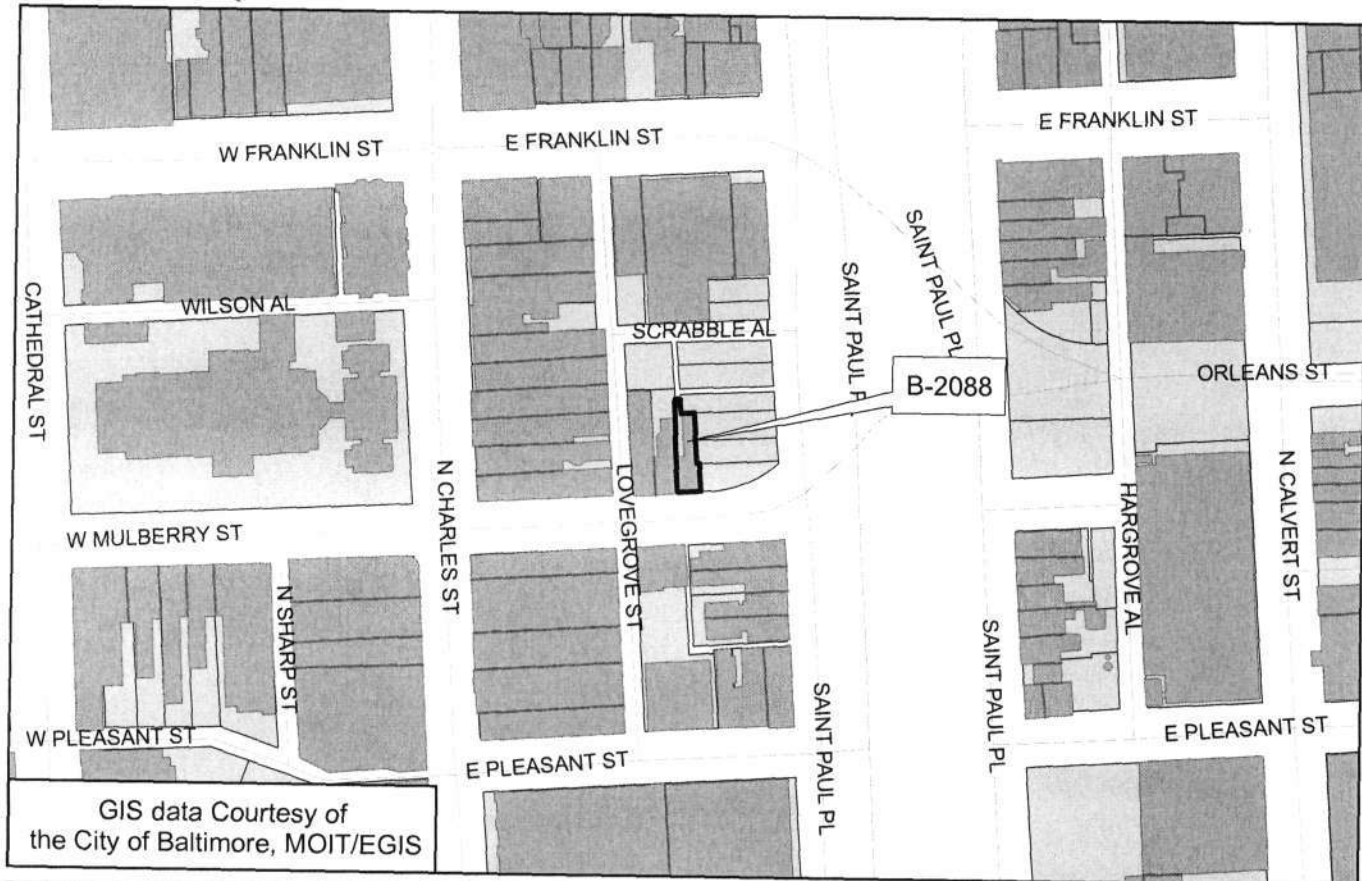 W FRANKLIN ST
E FRANKLIN ST
E FRANKLIN ST
CATHEDRAL ST
WILSON AL
SCRABBLE AL
SAINT PAUL P
SAINT PAUL PL
B-2088
ORLEANS ST
N CHARLES ST
LOVEGROVE ST
HARGROVE AL
N CALVERT ST
W MULBERRY ST
N SHARP ST
SAINT PAUL PL
SAINT PAUL PL
W PLEASANT ST
E PLEASANT ST
E PLEASANT ST
GIS data Courtesy of
the City of Baltimore, MOIT/EGIS